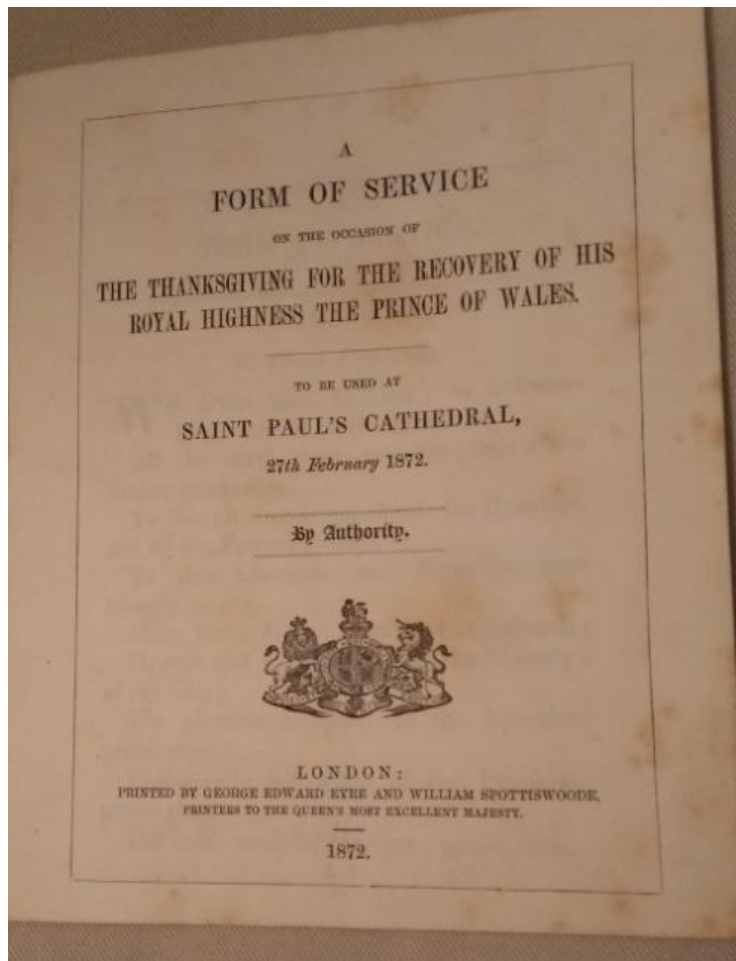 A
FORM OF SERVICE
ON THE OCCASION OF
THE THANKSGIVING FOR THE RECOVERY OF HIS
ROYAL HIGHNESS THE PRINCE OF WALES.
TO BE USED AT
SAINT PAUL'S CATHEDRAL,
27th February 1872.
By Authority.
LONDON:
PRINTED BY GEORGE EDWARD EYRE AND WILLIAM SPOTTISWOODE,
PRINTERS TO THE QUEEN'S MOST EXCELLENT MAJESTY.
1872.